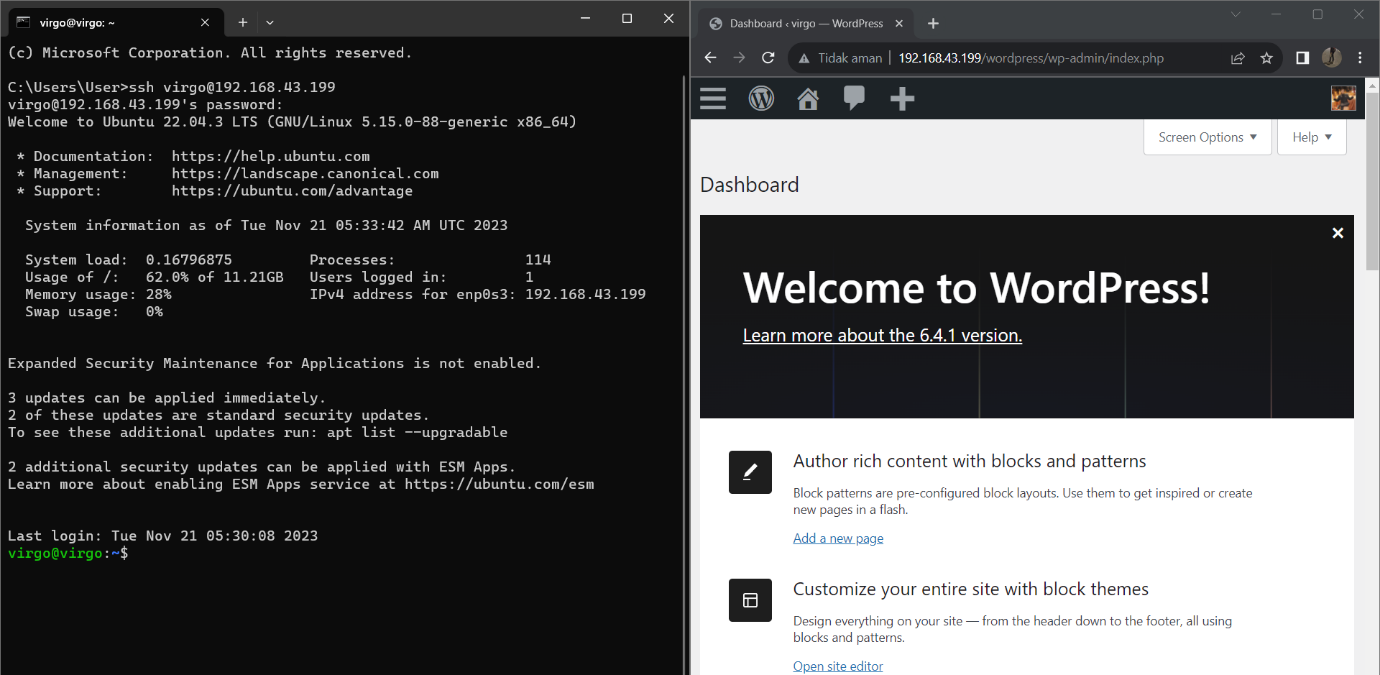 virgo@virgo: ~
(c) Microsoft Corporation. All rights reserved.
C:\Users\User>ssh virgo@192.168.43.199
virgo@192.168.43.199's password:
Welcome to Ubuntu 22.04.3 LTS (GNU/Linux 5.15.0-88-generic x86_64)
* Documentation:  https://help.ubuntu.com
* Management:     https://landscape.canonical.com
* Support:        https://ubuntu.com/advantage
System information as of Tue Nov 21 05:33:42 AM UTC 2023
System load:  0.16796875         Processes:               114
Usage of /:   62.0% of 11.21GB   Users logged in:         1
Memory usage: 28%                IPv4 address for enp0s3: 192.168.43.199
Swap usage:   0%
Expanded Security Maintenance for Applications is not enabled.
3 updates can be applied immediately.
2 of these updates are standard security updates.
To see these additional updates run: apt list --upgradable
2 additional security updates can be applied with ESM Apps.
Learn more about enabling ESM Apps service at https://ubuntu.com/esm
Last login: Tue Nov 21 05:30:08 2023
virgo@virgo:~$
Dashboard ‹ virgo — WordPress
Tidak aman | 192.168.43.199/wordpress/wp-admin/index.php
Screen Options
Help
Dashboard
Welcome to WordPress!
Learn more about the 6.4.1 version.
Author rich content with blocks and patterns
Block patterns are pre-configured block layouts. Use them to get inspired or create
new pages in a flash.
Add a new page
Customize your entire site with block themes
Design everything on your site — from the header down to the footer, all using
blocks and patterns.
Open site editor